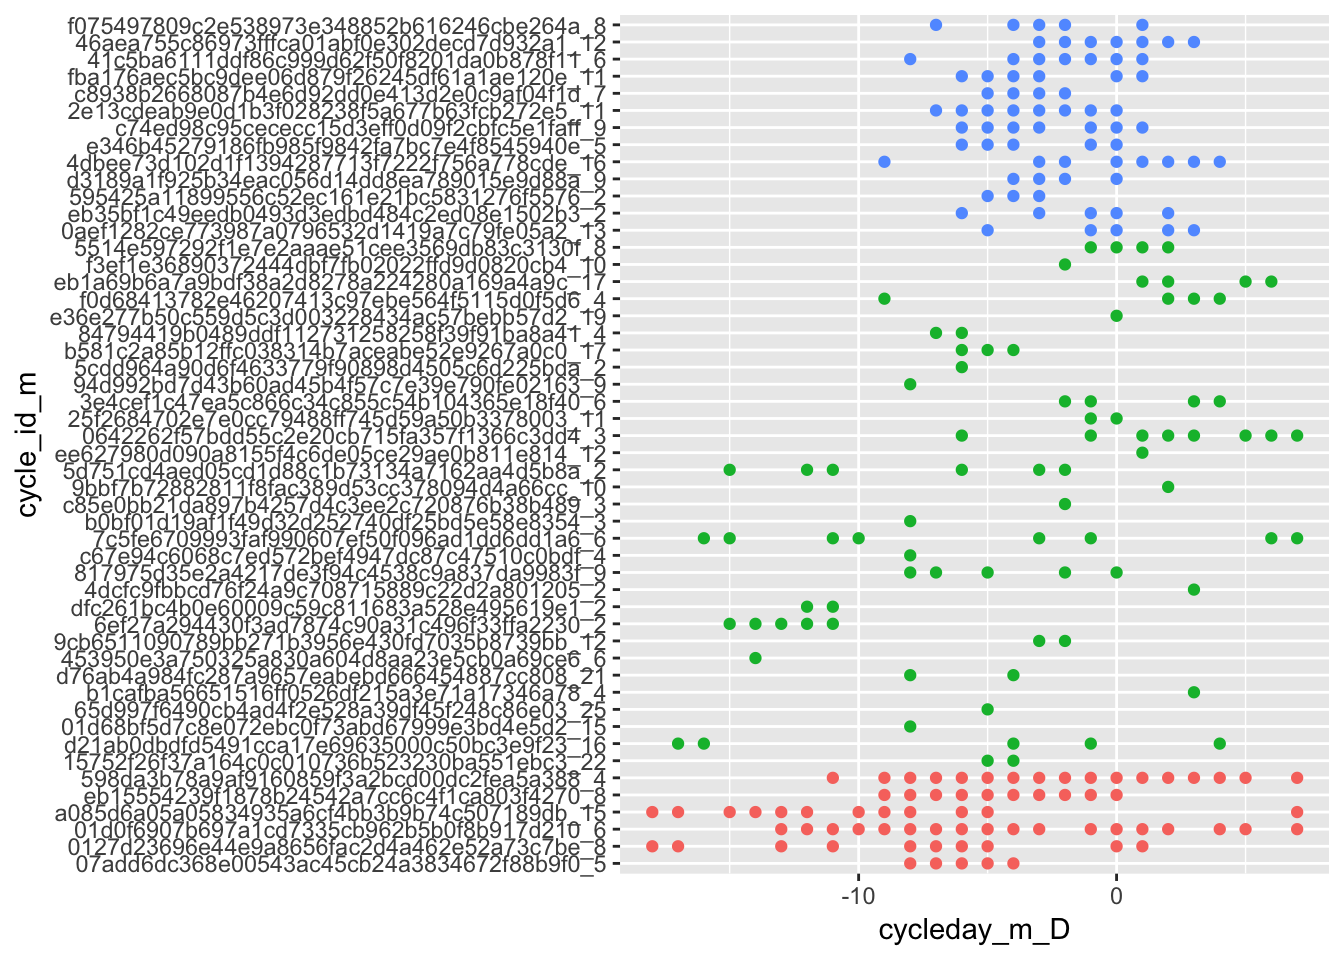 f075497809c2e538973e348852b616246cbe264a_8
46aea755c86973fffca01abf0e302decd7d932a1_12
41c5ba6111ddf86c999d62f50f8201da0b878f11_6
fba176aec5bc9dee06d879f26245df61a1ae120e_11
c8938b2668087b4e6d92dd0e413d2e0c9af04f1d_7
2e13cdeab9e0d1b3f028238f5a677b63fcb272e5_11
c74ed98c95cececc15d3eff0d09f2cbfc5e1faff_9
e346b45279186fb985f9842fa7bc7e4f8545940e_5
4dbee73d102d1f1394287713f7222f756a778cde_16
d3189a1f925b34eac056d14dd8ea789015e9d88a_9
595425a11899556c52ec161e21bc5831276f5576_2
eb35bf1c49eedb0493d3edbd484c2ed08e1502b3_2
0aef1282ce773987a0796532d1419a7c79fe05a2_13
5514e597292f1e7e2aaae51cee3569db83c3130f_8
f3ef1e36890372444dbf7fb02022ffd9d0820cb4_10
eb1a69b6a7a9bdf38a2d8278a224280a169a4a9c_17
f0d68413782e46207413c97ebe564f5115d0f5d6_4
e36e277b50c559d5c3d003228434ac57bebb57d2_19
84794419b0489ddf112731258258f39f91ba8a41_4
b581c2a85b12ffc038314b7aceabe52e9267a0c0_17
5cdd964a90d6f4633779f90898d4505c6d225bda_2
94d992bd7d43b60ad45b4f57c7e39e790fe02163_9
3e4cef1c47ea5c866c34c855c54b104365e18f40_6
25f2684702e7e0cc79488ff745d59a50b3378003_11
0642262f57bdd55c2e20cb715fa357f1366c3dd4_3
ee627980d090a8155f4c6de05ce29ae0b811e814_12
5d751cd4aed05cd1d88c1b73134a7162aa4d5b8a_2
9bbf7b72882811f8fac389d53cc378094d4a66cc_10
c85e0bb21da897b4257d4c3ee2c720876b38b489_3
b0bf01d19af1f49d32d252740df25bd5e58e8354_3
7c5fe6709993faf990607ef50f096ad1dd6dd1a6_6
c67e94c6068c7ed572bef4947dc87c47510c0bdf_4
817975d35e2a4217de3f94c4538c9a837da9983f_9
4dcfc9fbbcd76f24a9c708715889c22d2a801205_2
dfc261bc4b0e60009c59c811683a528e495619e1_2
6ef27a294430f3ad7874c90a31c496f33ffa2230_2
9cb6511090789bb271b3956e430fd7035b8739bb_12
453950e3a750325a830a604d8aa23e5cb0a69ce6_6
d76ab4a984fc287a9657eabebd666454887cc808_21
b1cafba56651516ff0526df215a3e71a17346a78_4
65d997f6490cb4ad4f2e528a39df45f248c86e03_25
01d68bf5d7c8e072ebc0f73abd67999e3bd4e5d2_15
d21ab0dbdfd5491cca17e69635000c50bc3e9f23_16
15752f26f37a164c0c010736b523230ba551ebc3_22
598da3b78a9af9160859f3a2bcd00dc2fea5a388_4
eb15554239f1878b24542a7cc6c4f1ca803f4270_8
a085d6a05a05834935a6cf4bb3b9b74c507189db_15
01d0f6907b697a1cd7335cb962b5b0f8b917d210_6
0127d23696e44e9a8656fac2d4a462e52a73c7be_8
07add6dc368e00543ac45cb24a3834672f88b9f0_5
cycle_id_m
-10 0
cycleday_m_D